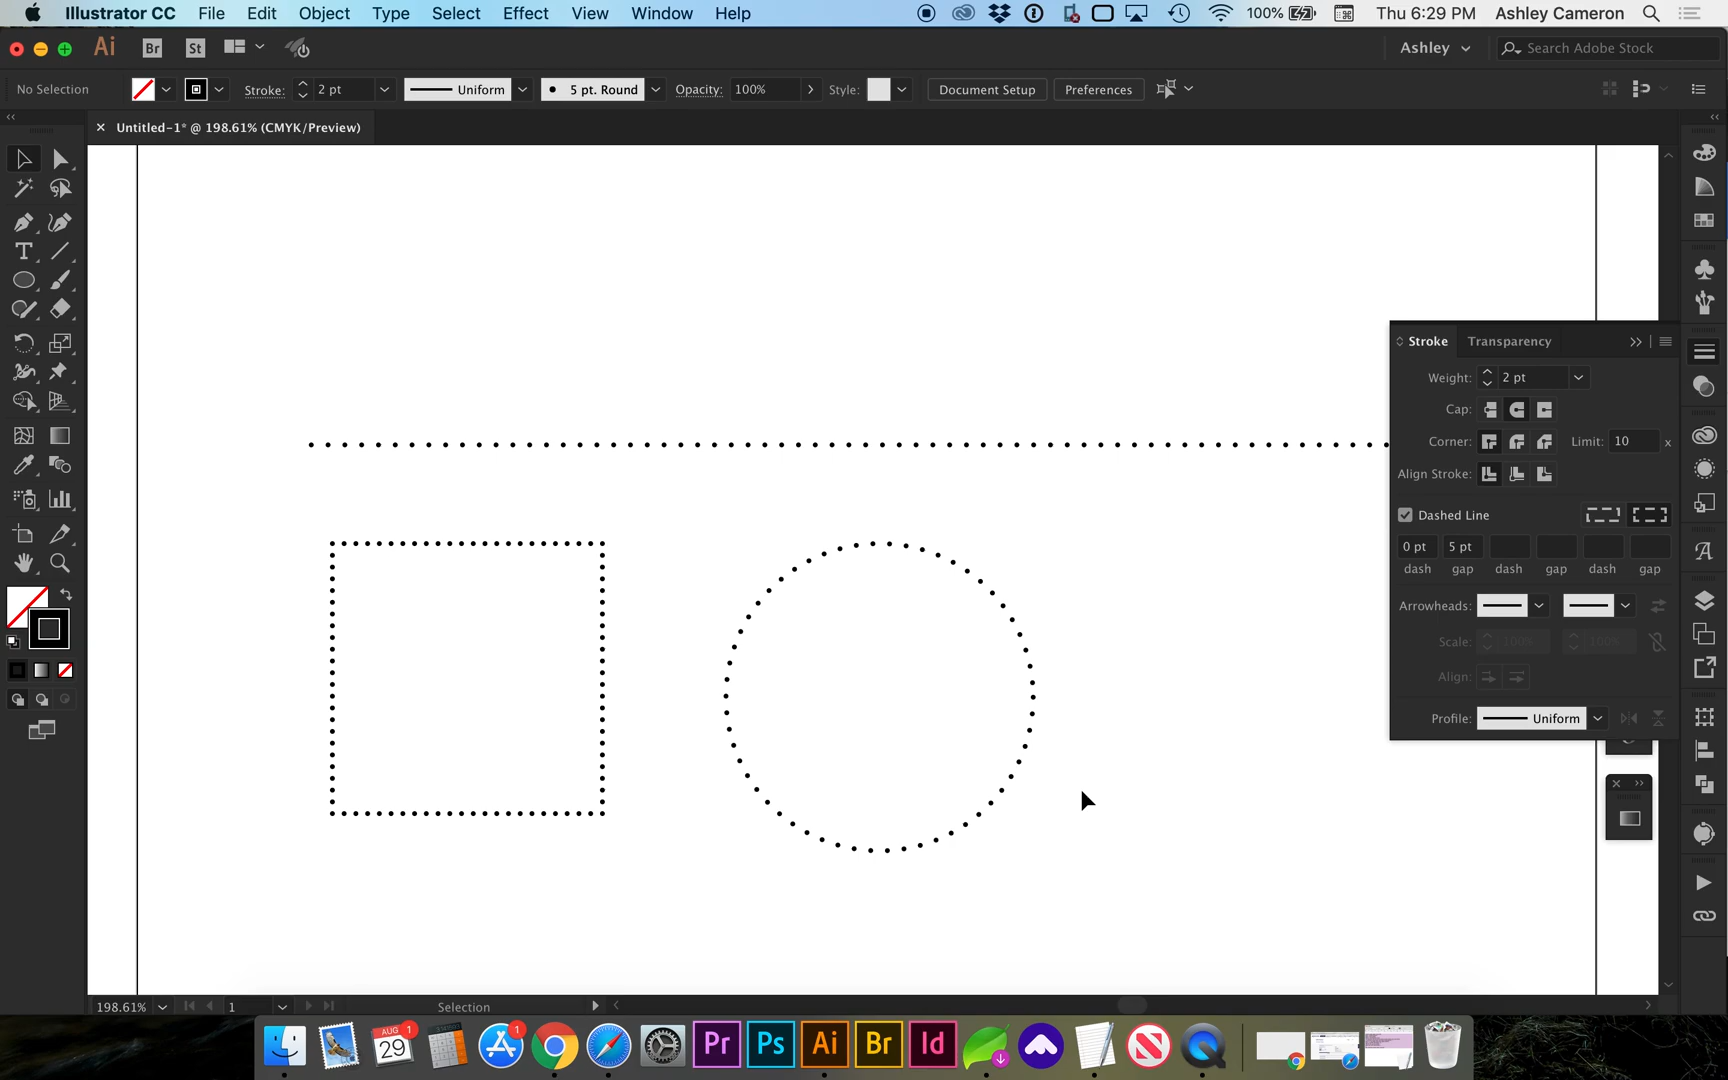 Illustrator CC File Edit Object Type Select Effect View Window Help 100% Thu 6:29 PM Ashley Cameron
Ai Br St Ashley Search Adobe Stock
No Selection Stroke: 2 pt Uniform 5 pt. Round Opacity: 100% Style: Document Setup Preferences
Untitled-1* @ 198.61% (CMYK/Preview)
Stroke Transparency
Weight: 2 pt
Cap:
Corner: Limit: 10 x
Align Stroke:
Dashed Line
0 pt 5 pt
dash gap dash gap dash gap
Arrowheads:
Scale: 100% 100%
Align:
Profile: Uniform
198.61% 1 Selection
AUG 29 1 1 Pr Ps Ai Br Id